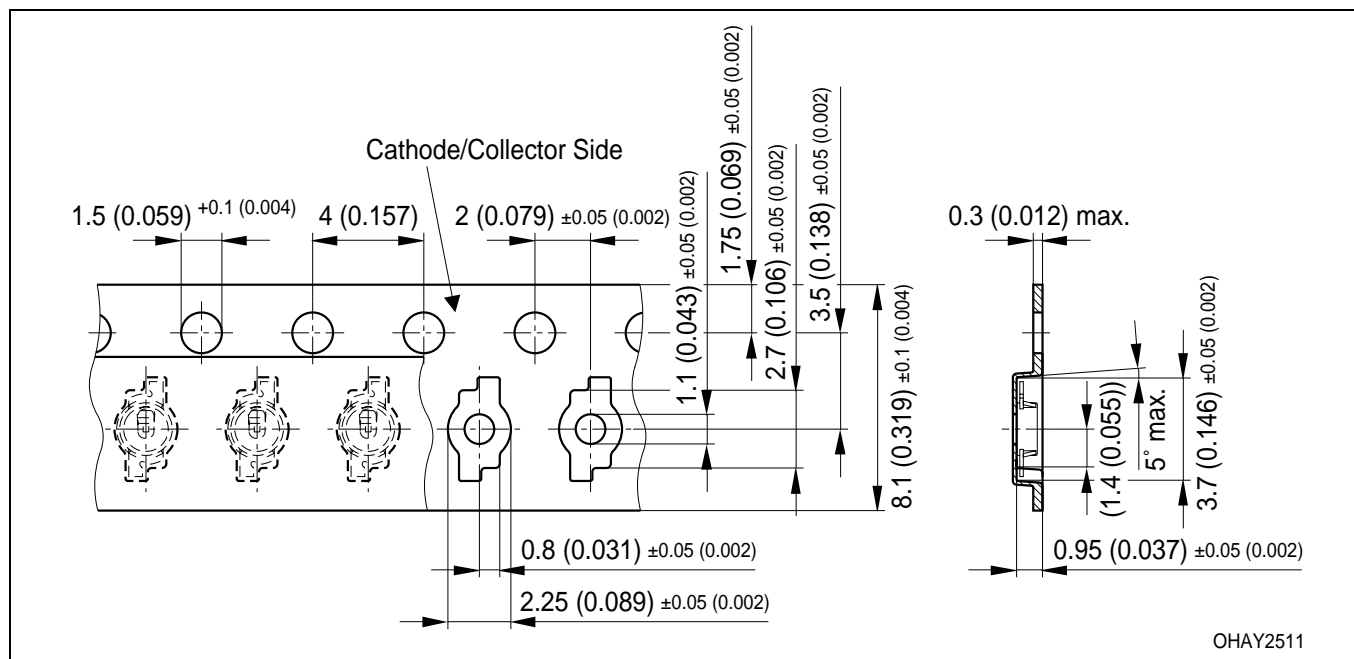 Cathode/Collector Side
1.5 (0.059) +0.1 (0.004)
4 (0.157)
2 (0.079) ±0.05 (0.002)
1.1 (0.043) ±0.05 (0.002)
1.75 (0.069) ±0.05 (0.002)
2.7 (0.106) ±0.05 (0.002)
3.5 (0.138) ±0.05 (0.002)
8.1 (0.319) ±0.1 (0.004)
0.3 (0.012) max.
(1.4 (0.055))
5° max.
3.7 (0.146) ±0.05 (0.002)
0.8 (0.031) ±0.05 (0.002)
0.95 (0.037) ±0.05 (0.002)
2.25 (0.089) ±0.05 (0.002)
OHAY2511